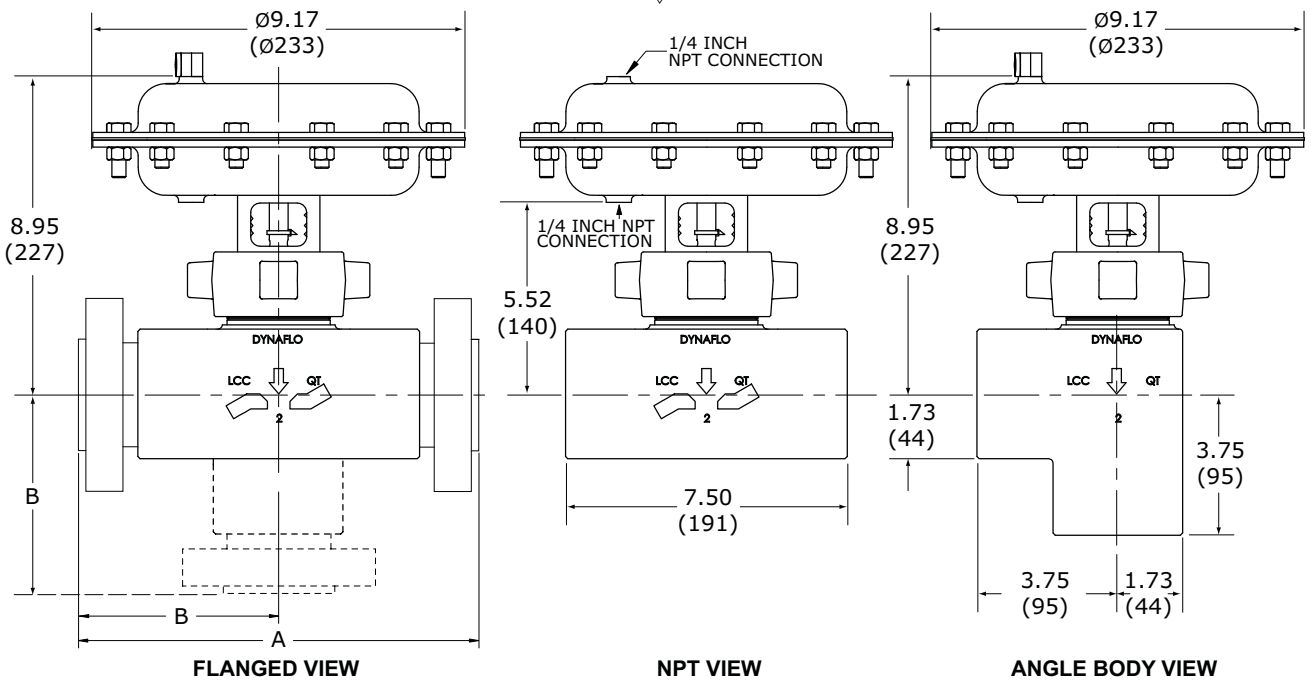 Ø9.17
(Ø233)
8.95
(227)
DYNAFLO
LCC
QT
2
B
B
A
FLANGED VIEW
1/4 INCH
NPT CONNECTION
1/4 INCH NPT
CONNECTION
5.52
(140)
DYNAFLO
LCC
QT
2
7.50
(191)
NPT VIEW
Ø9.17
(Ø233)
8.95
(227)
DYNAFLO
LCC
QT
2
1.73
(44)
3.75
(95)
3.75
(95)
1.73
(44)
ANGLE BODY VIEW